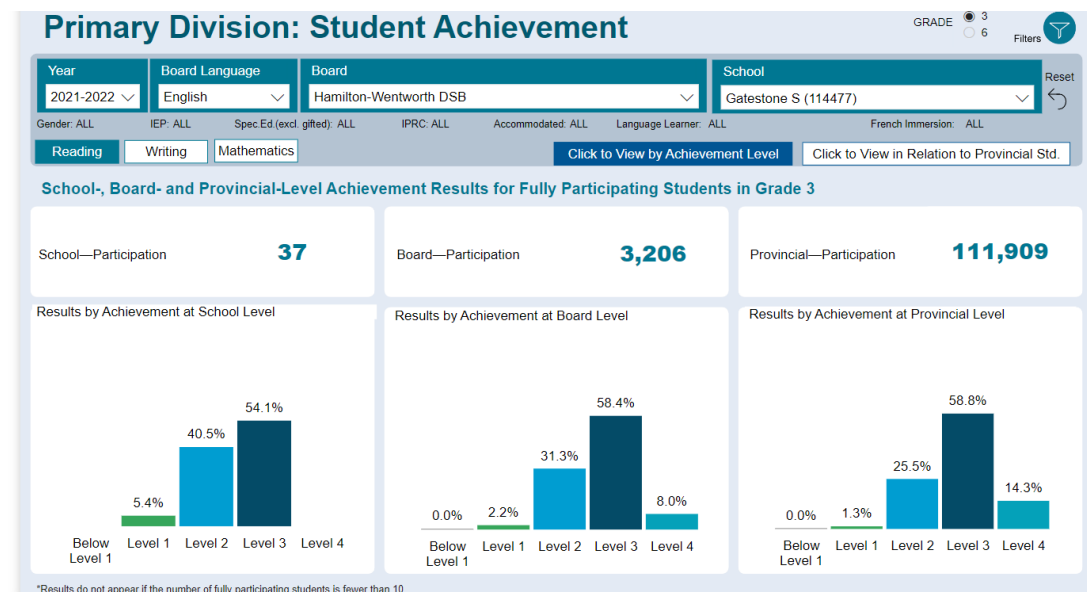 Primary Division: Student Achievement
GRADE 3
6
Filters
Year Board Language Board School
Reset
2021-2022 English Hamilton-Wentworth DSB Gatestone S (114477)
Gender: ALL IEP: ALL Spec.Ed.(excl. gifted): ALL IPRC: ALL Accommodated: ALL Language Learner: ALL French Immersion: ALL
Reading Writing Mathematics Click to View by Achievement Level Click to View in Relation to Provincial Std.
School-, Board- and Provincial-Level Achievement Results for Fully Participating Students in Grade 3
School—Participation 37 Board—Participation 3,206 Provincial—Participation 111,909
Results by Achievement at School Level
54.1%
40.5%
5.4%
Below Level 1 Level 2 Level 3 Level 4
Level 1
Results by Achievement at Board Level
58.4%
31.3%
8.0%
0.0% 2.2%
Below Level 1 Level 2 Level 3 Level 4
Level 1
Results by Achievement at Provincial Level
58.8%
25.5%
14.3%
0.0% 1.3%
Below Level 1 Level 2 Level 3 Level 4
Level 1
*Results do not appear if the number of fully participating students is fewer than 10